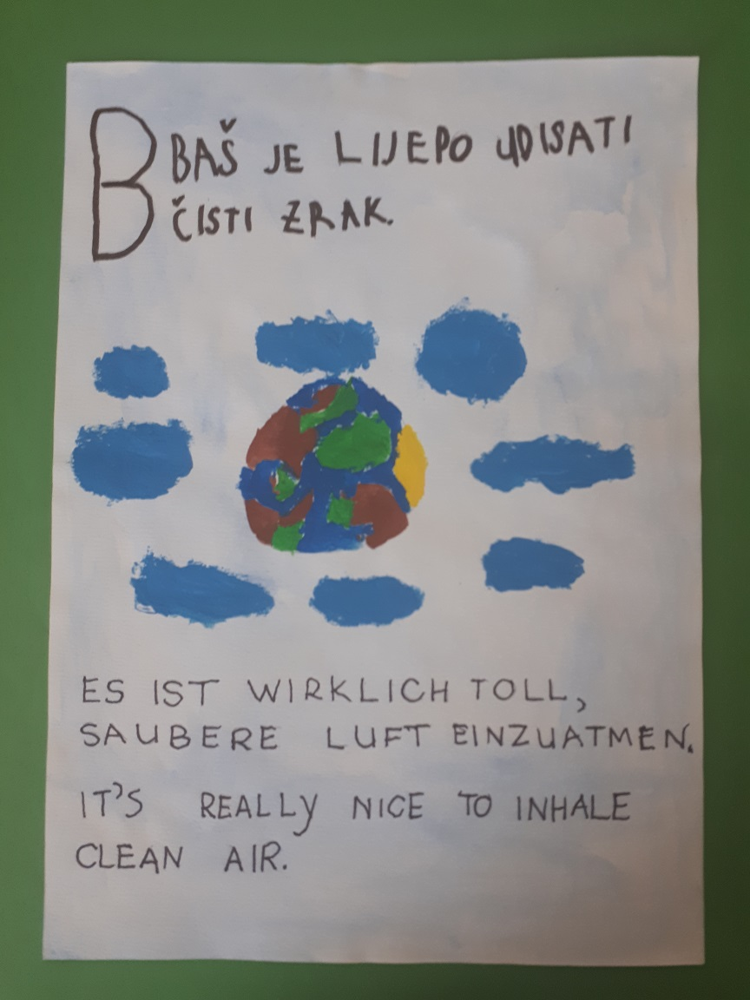 B
BAŠ JE LIJEPO UDISATI
ČISTI ZRAK.
ES IST WIRKLICH TOLL,
SAUBERE LUFT EINZUATMEN.
IT'S REALLY NICE TO INHALE
CLEAN AIR.